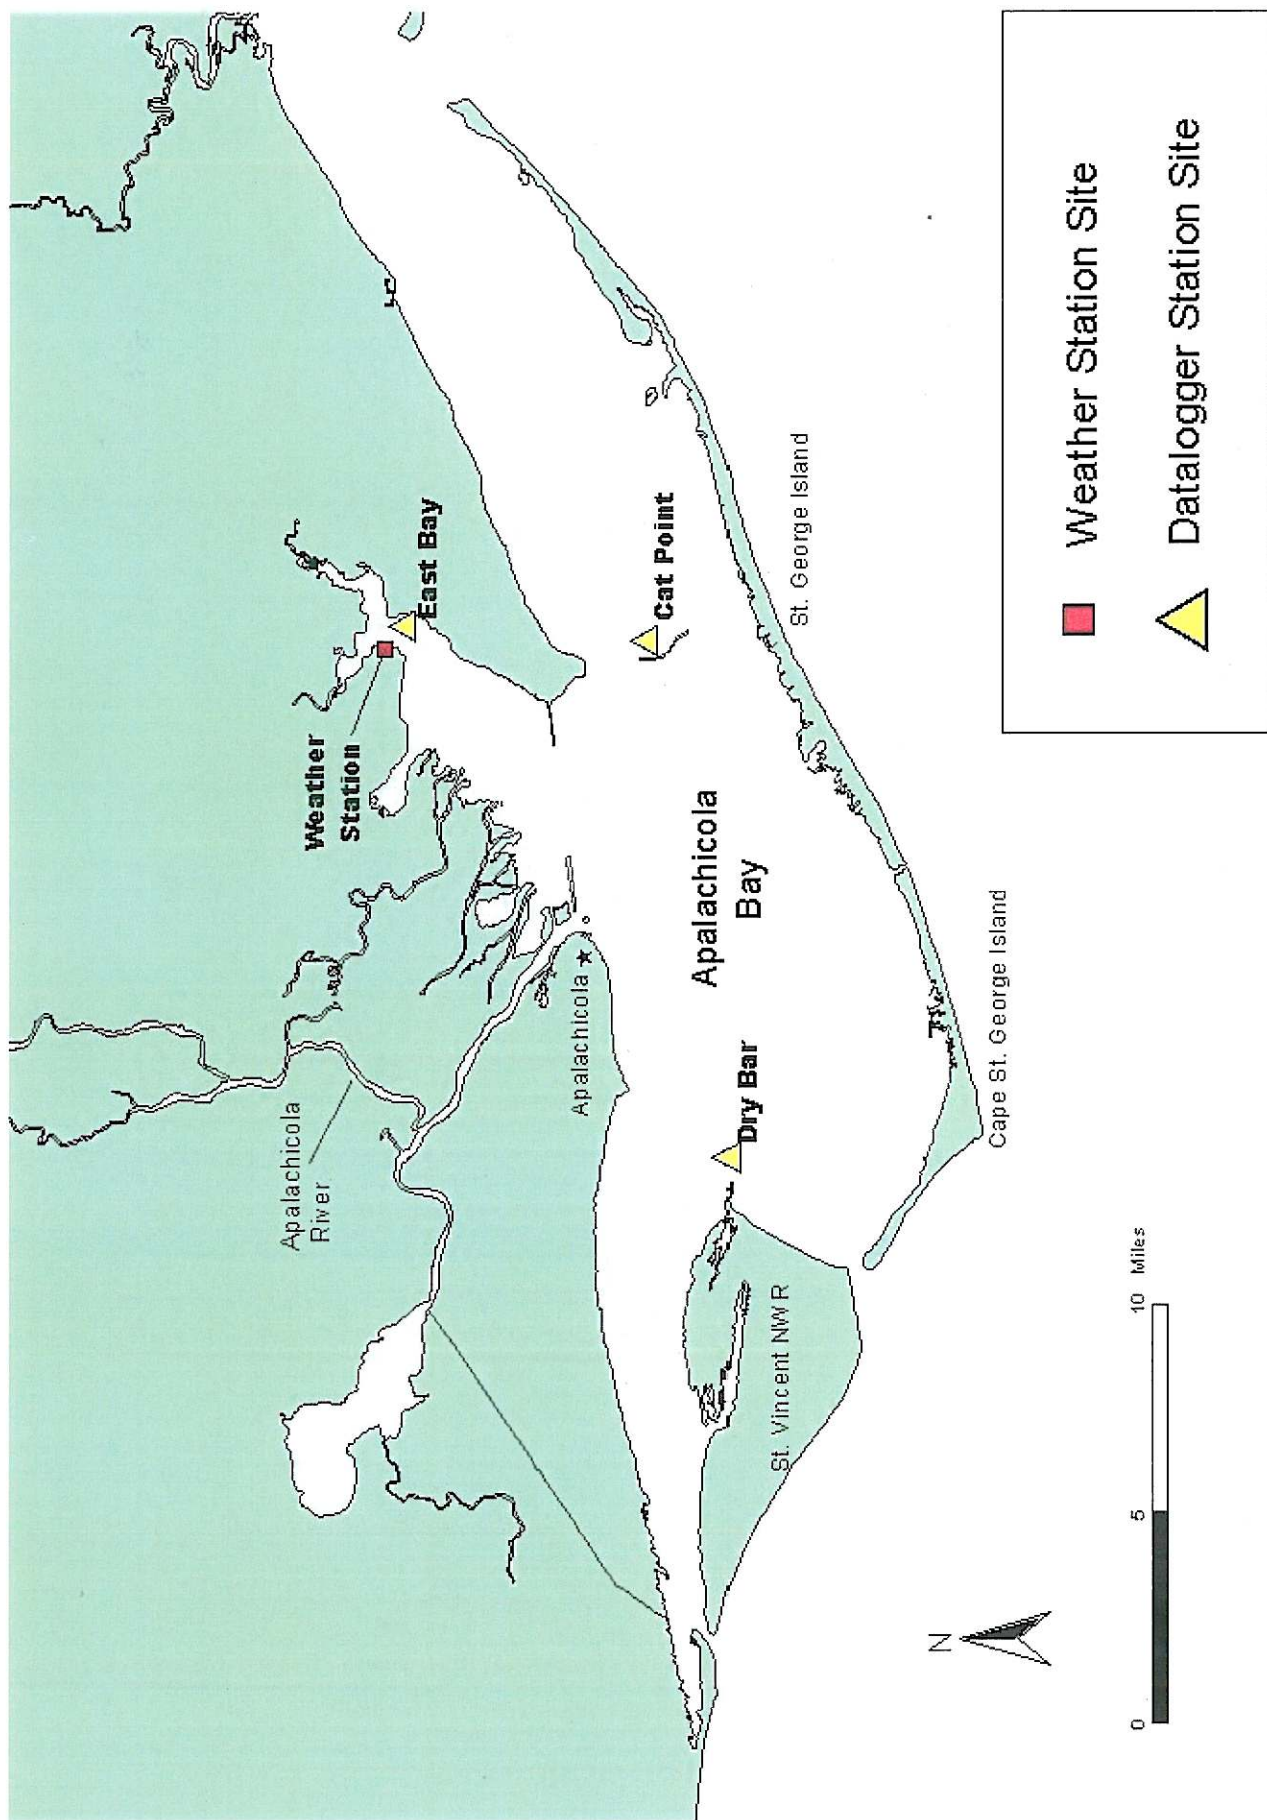 Weather
Station
East Bay
Apalachicola
River
Apalachicola
Cat Point
Apalachicola
Bay
Dry Bar
St. George Island
St. Vincent NWR
Cape St. George Island
N
0
5
10
Miles
Weather Station Site
Datalogger Station Site